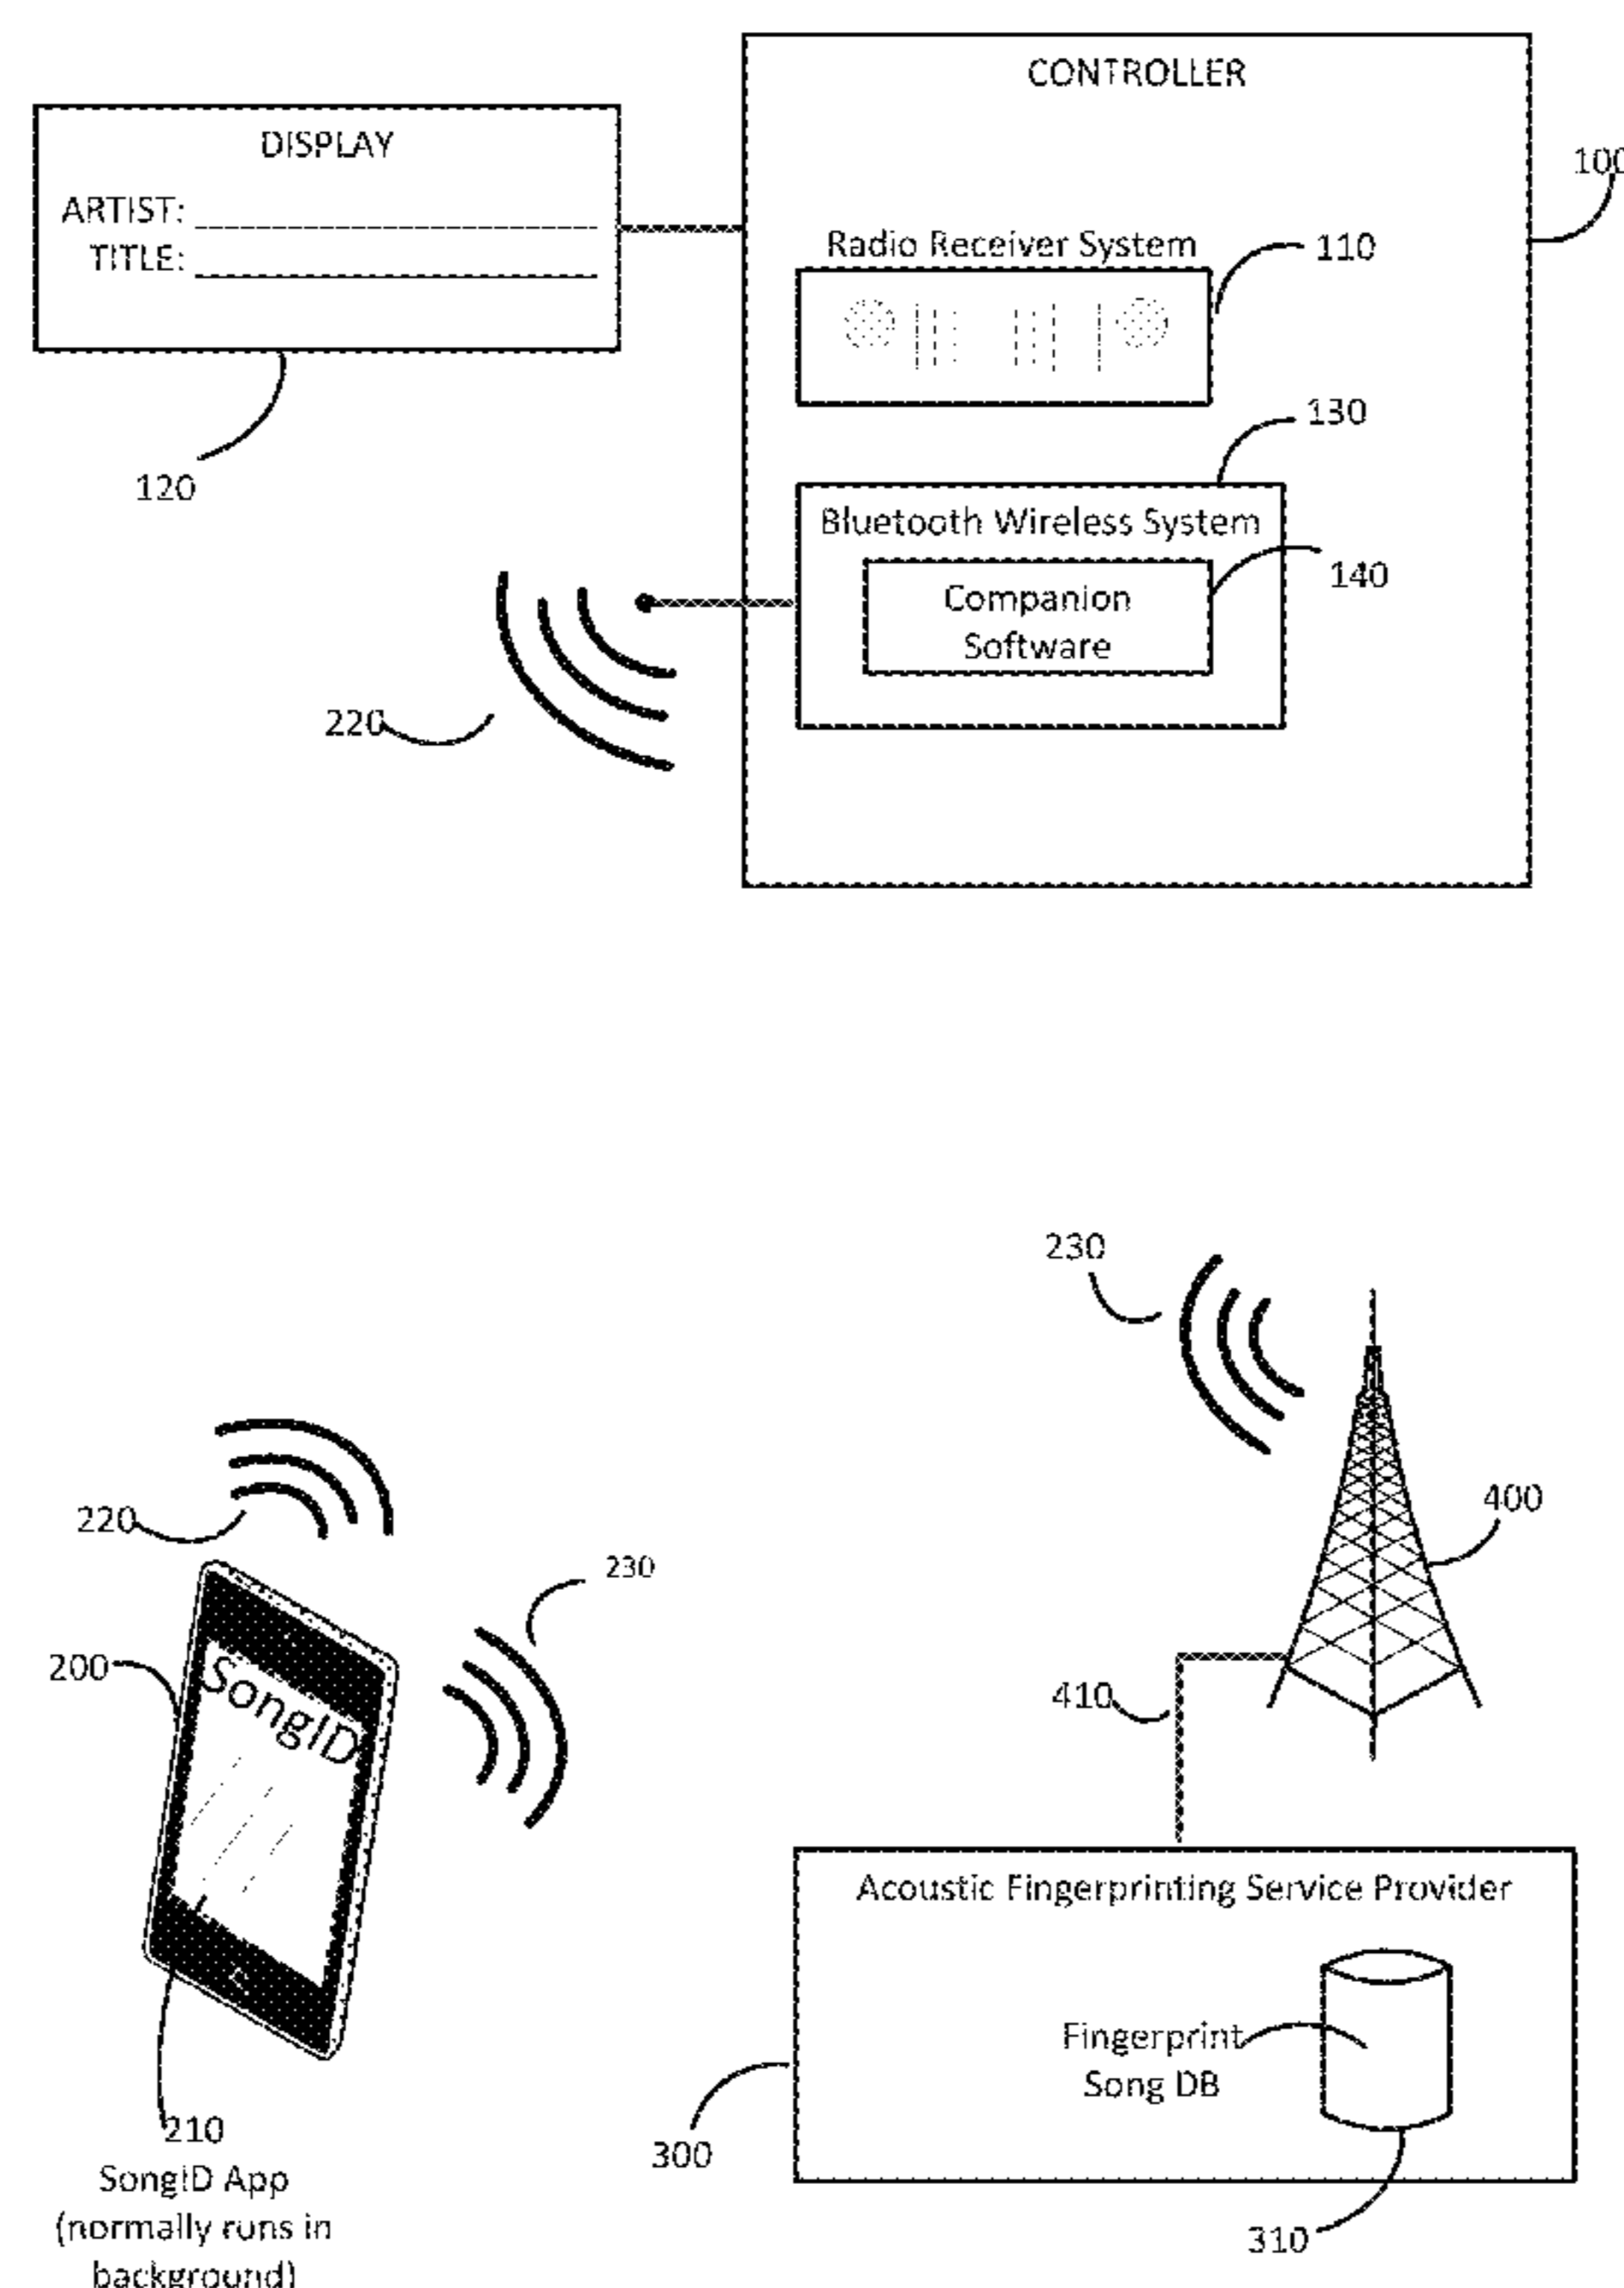 CONTROLLER
DISPLAY
100
ARTIST:
TITLE:
Radio Receiver System
110
130
120
Bluetooth Wireless System
140
Companion
Software
220
230
400
220
230
200
SongID
410
Acoustic Fingerprinting Service Provider
Fingerprint
Song DB
210
300
SongID App
(normally runs in
background)
310